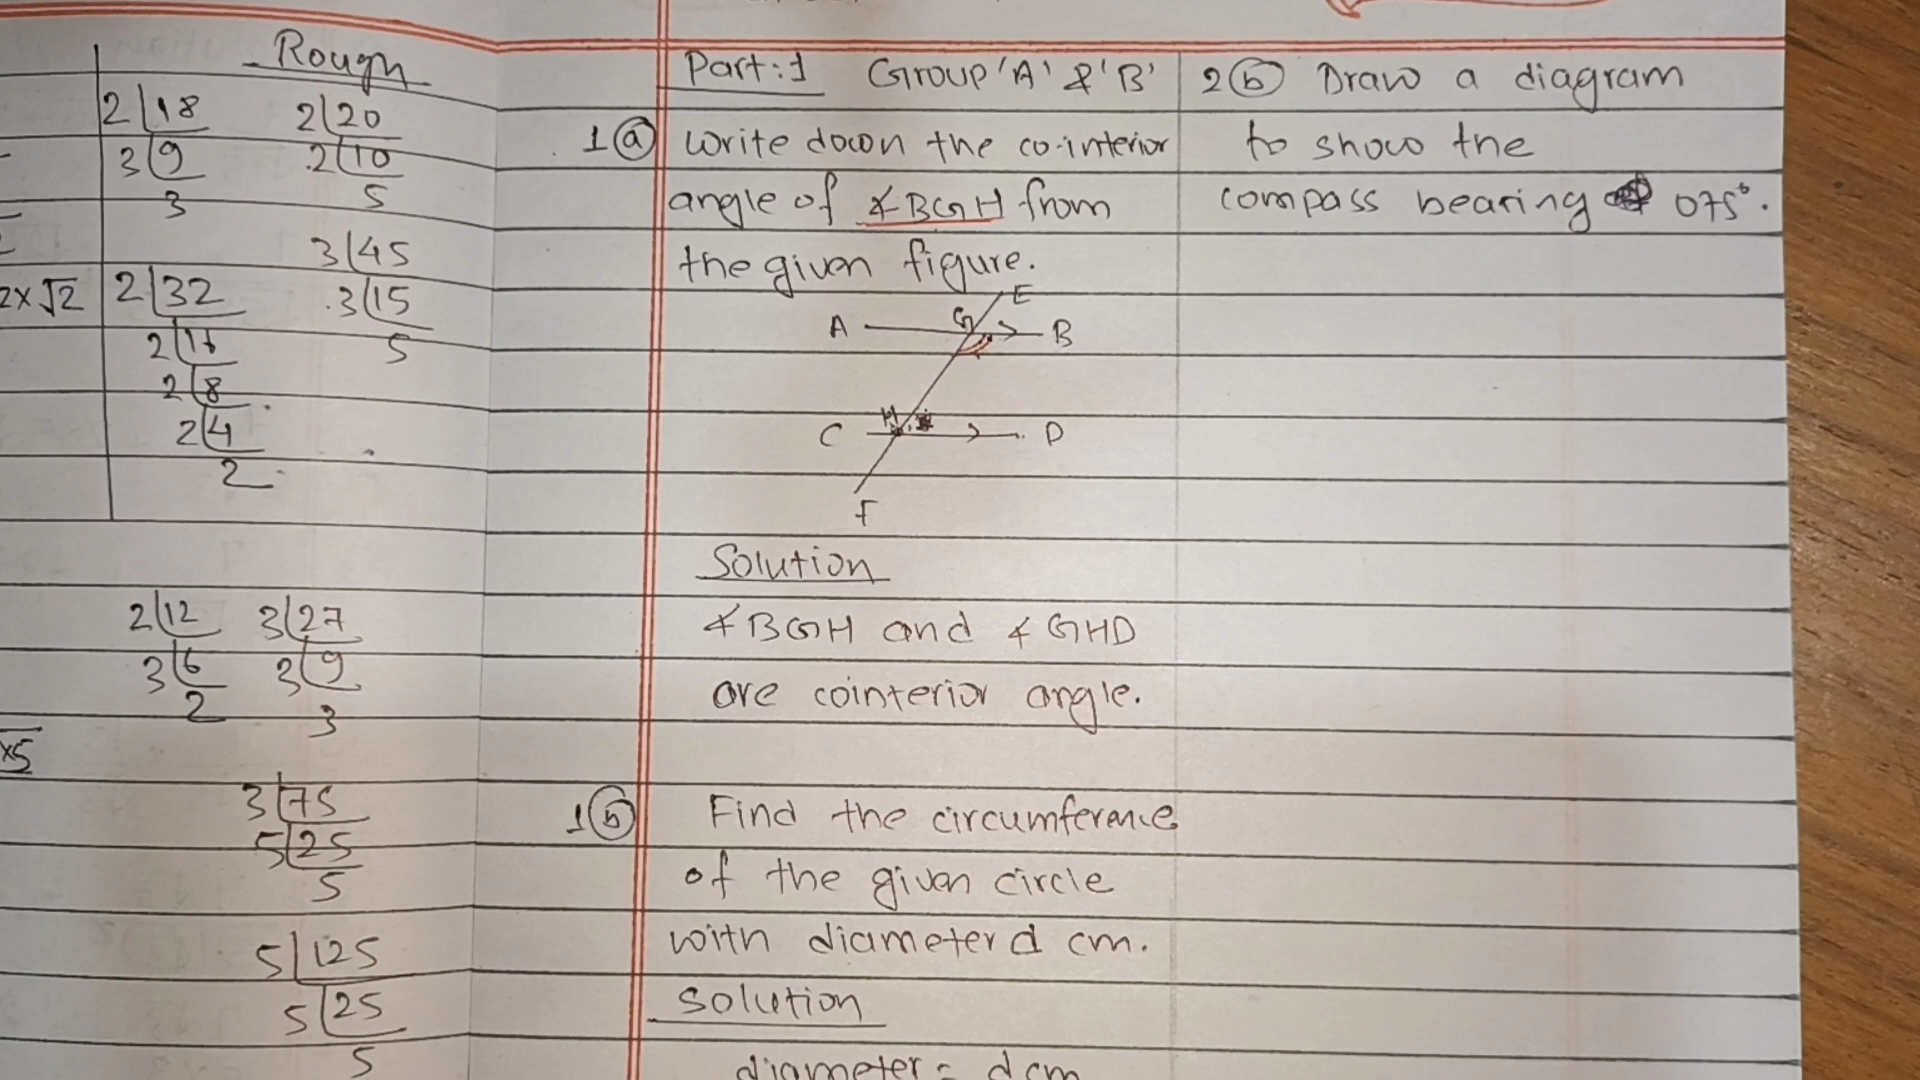 Rough
2 18
3 9
3
2 20
2 10
5
3 45
3 15
5
2x√2
2 32
2 16
2 8
2 4
2
2 12
3 6
2
3 27
3 9
3
x5
3 75
5 25
5
5 125
5 25
5
Part:1 Group 'A' & 'B'
1 a Write down the co-interior
angle of ∡BGH from
the given figure.
E
A G B
H
C D
F
Solution
∡BGH and ∡GHD
are cointerior angle.
1 b Find the circumference
of the given circle
with diameter d cm.
Solution
diameter = d cm
2 b Draw a diagram
to show the
compass bearing 075°.